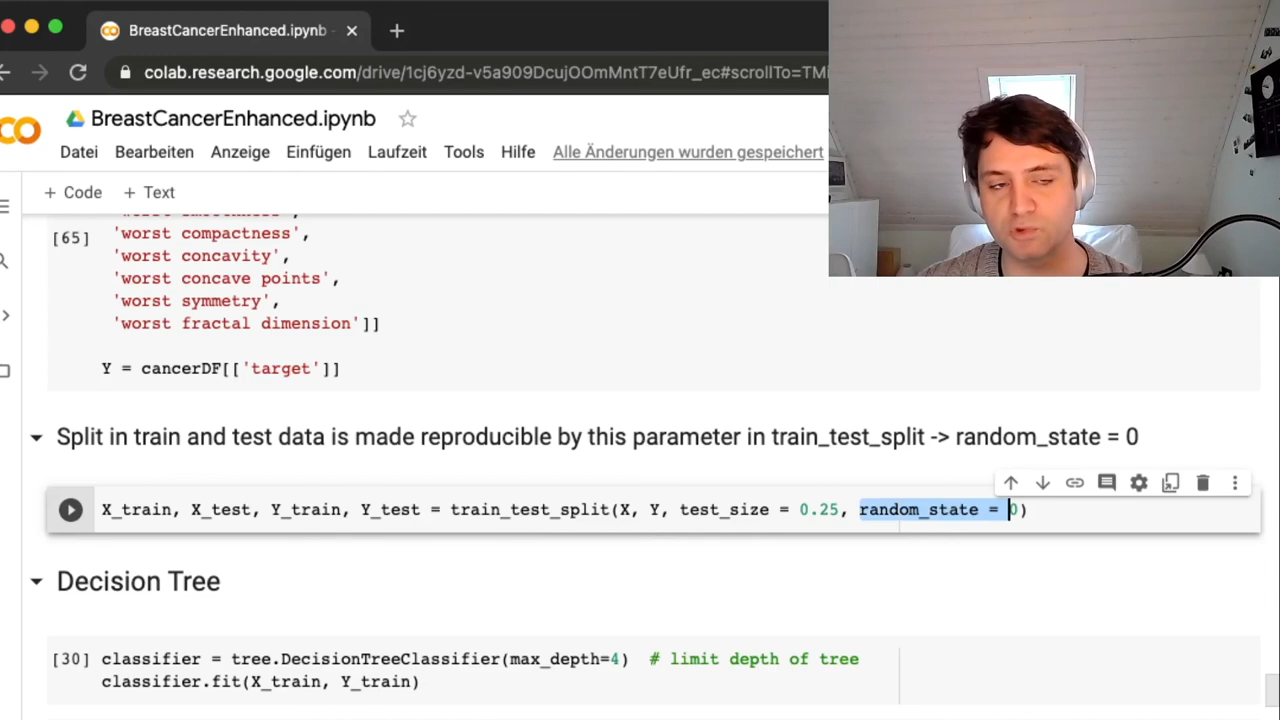 BreastCancerEnhanced.ipynb
colab.research.google.com/drive/1cj6yzd-v5a909DcujOOmMntT7eUfr_ec#scrollTo=TM
BreastCancerEnhanced.ipynb
Datei Bearbeiten Anzeige Einfügen Laufzeit Tools Hilfe Alle Änderungen wurden gespeichert
+ Code + Text
[65]
'worst compactness',
'worst concavity',
'worst concave points',
'worst symmetry',
'worst fractal dimension']]
Y = cancerDF[['target']]
Split in train and test data is made reproducible by this parameter in train_test_split -> random_state = 0
X_train, X_test, Y_train, Y_test = train_test_split(X, Y, test_size = 0.25, random_state = 0)
Decision Tree
[30] classifier = tree.DecisionTreeClassifier(max_depth=4) # limit depth of tree
classifier.fit(X_train, Y_train)